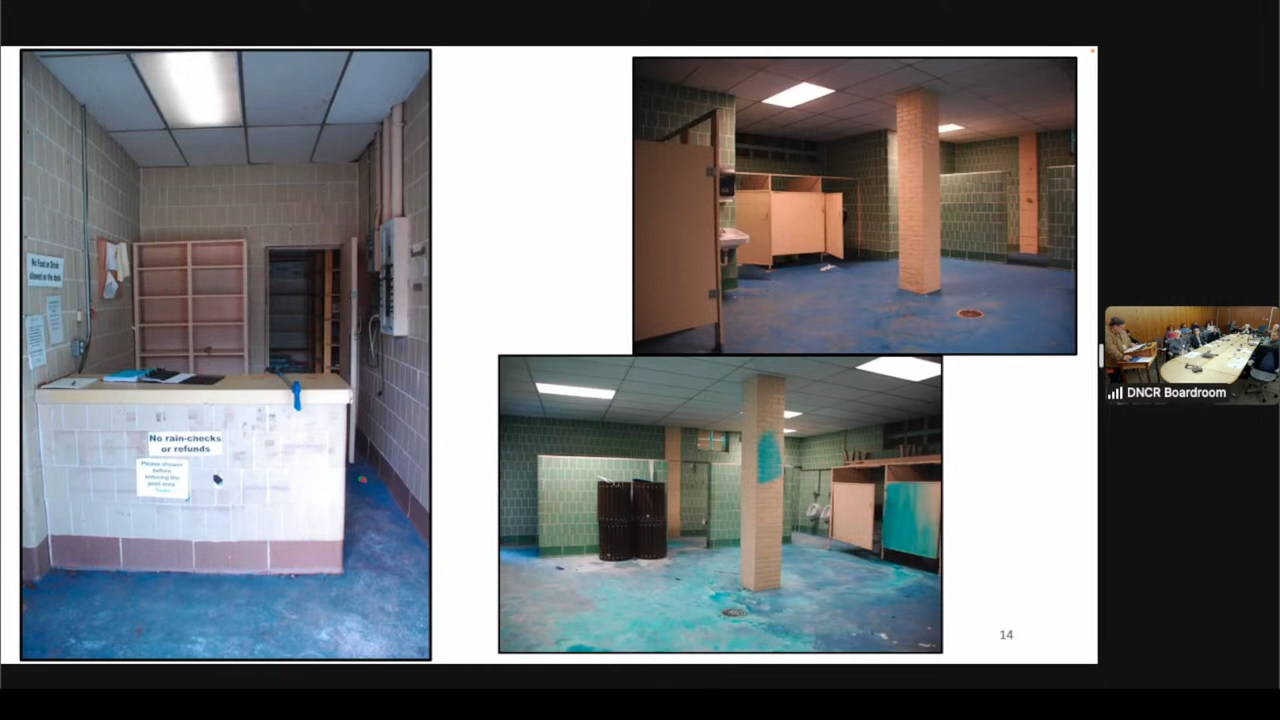 No Food or Drink
allowed on the deck
No rain-checks
or refunds
Please shower
before
entering the
pool area
14
DNCR Boardroom